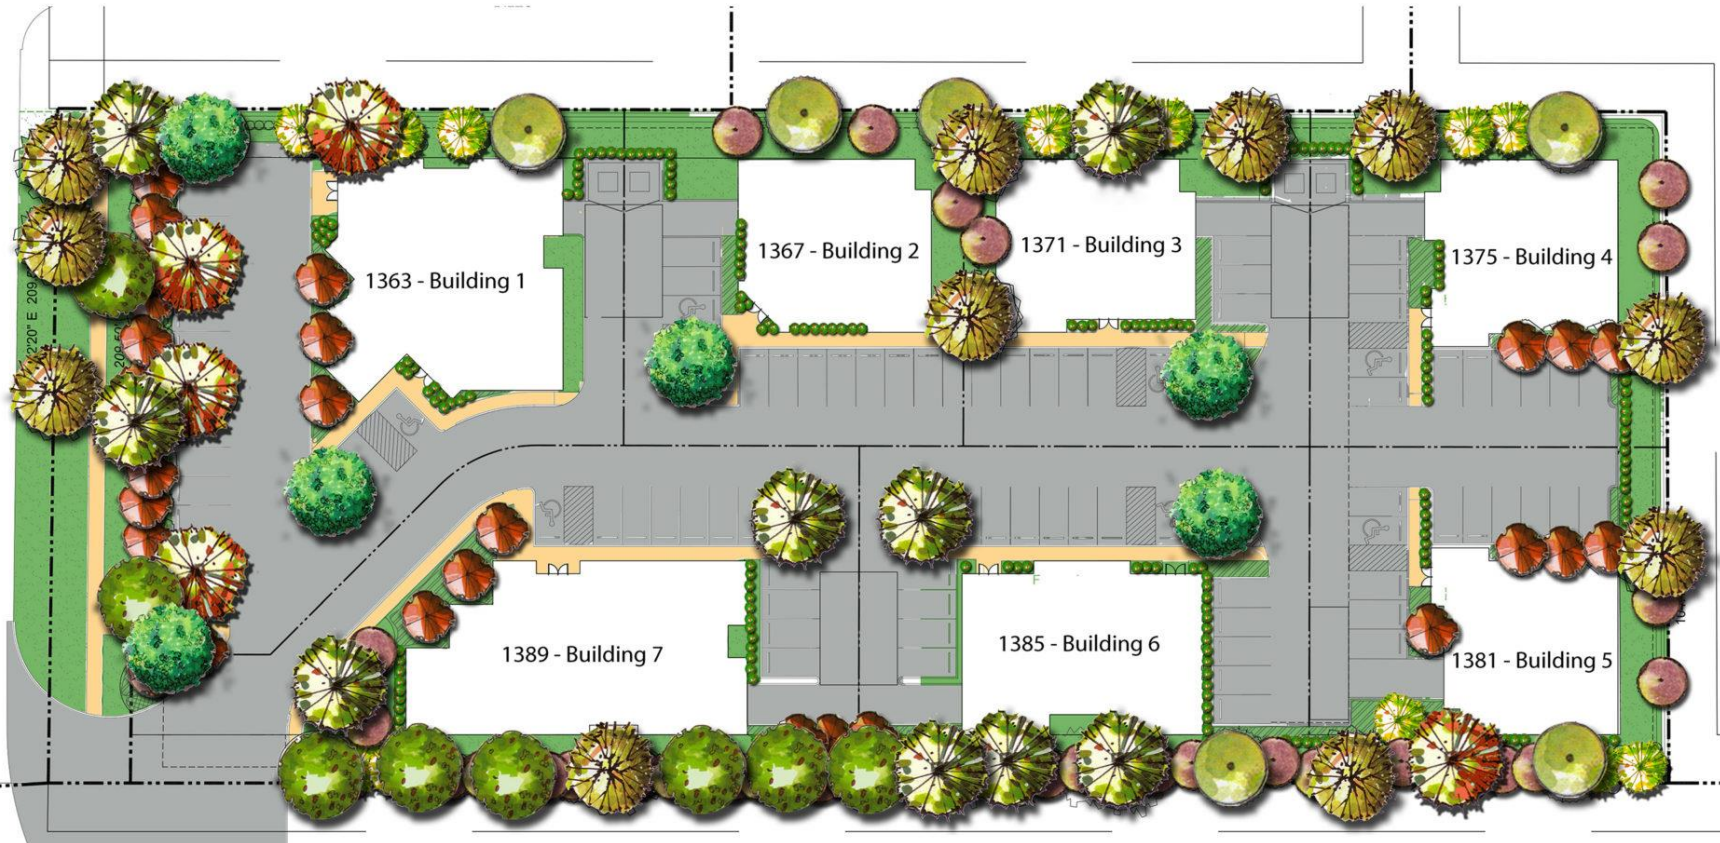 1367 - Building 2
1371 - Building 3
1375 - Building 4
1363 - Building 1
1389 - Building 7
1385 - Building 6
1381 - Building 5
F